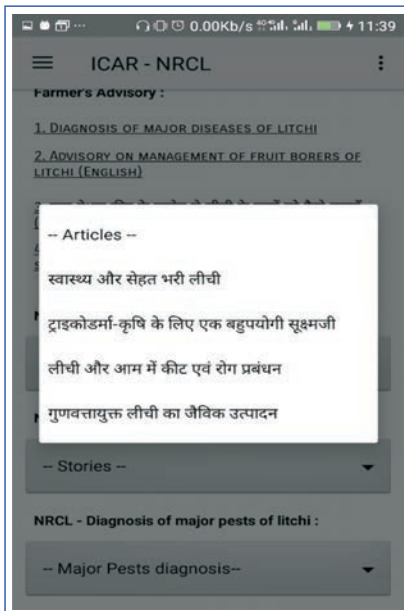 0.00Kb/s 11:39
ICAR - NRCL
Farmer's Advisory :
1. DIAGNOSIS OF MAJOR DISEASES OF LITCHI
2. ADVISORY ON MANAGEMENT OF FRUIT BORERS OF
LITCHI (ENGLISH)
-- Articles --
स्वास्थ्य और सेहत भरी लीची
ट्राइकोडर्मा-कृषि के लिए एक बहुपयोगी सूक्ष्मजी
लीची और आम में कीट एवं रोग प्रबंधन
गुणवत्तायुक्त लीची का जैविक उत्पादन
-- Stories --
NRCL - Diagnosis of major pests of litchi :
-- Major Pests diagnosis--